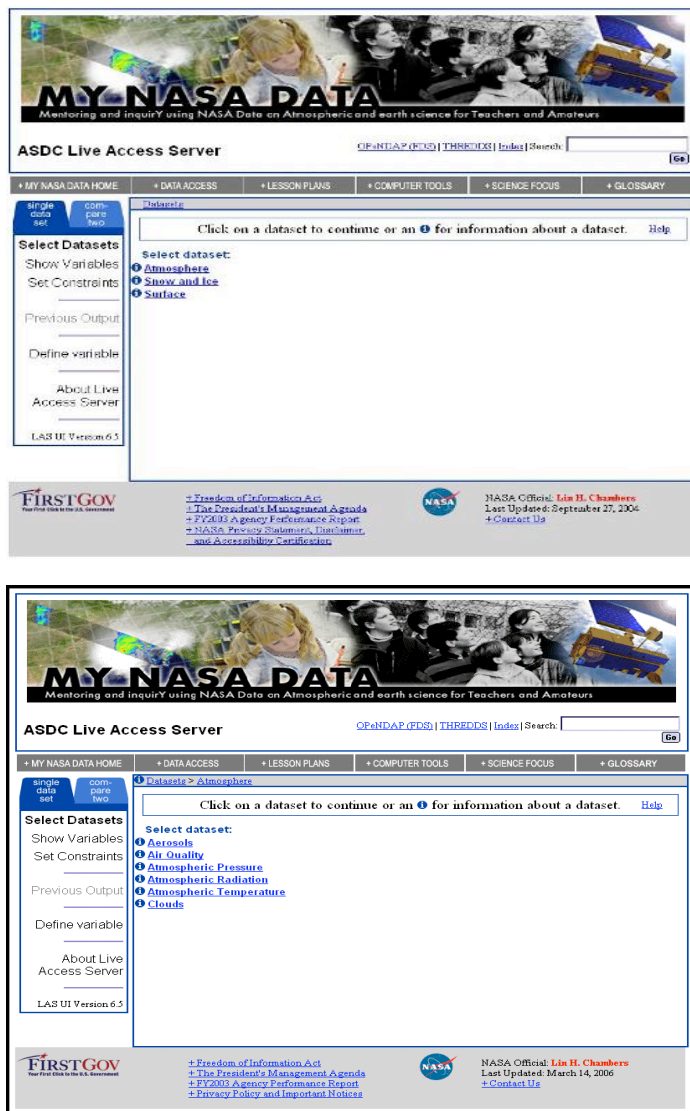 MY NASA DATA
Mentoring and inquirY using NASA Data on Atmospheric and earth science for Teachers and Amateurs
ASDC Live Access Server
OPeNDAP (FDS) | THREDDS | Index | Search:
Go
+ MY NASA DATA HOME + DATA ACCESS + LESSON PLANS + COMPUTER TOOLS + SCIENCE FOCUS + GLOSSARY
single data set
com-pare two
Datasets
Click on a dataset to continue or an i for information about a dataset. Help
Select Datasets
Show Variables
Set Constraints
Previous Output
Define variable
About Live
Access Server
LAS UI Version 6.5
Select dataset:
Atmosphere
Snow and Ice
Surface
FIRSTGOV
Your First Click to the U.S. Government
+ Freedom of Information Act
+ The President's Management Agenda
+ FY2003 Agency Performance Report
+ NASA Privacy Statement, Disclaimer,
and Accessibility Certification
NASA
NASA Official: Lin H. Chambers
Last Updated: September 27, 2004
+ Contact Us
MY NASA DATA
Mentoring and inquirY using NASA Data on Atmospheric and earth science for Teachers and Amateurs
ASDC Live Access Server
OPeNDAP (FDS) | THREDDS | Index | Search:
Go
+ MY NASA DATA HOME + DATA ACCESS + LESSON PLANS + COMPUTER TOOLS + SCIENCE FOCUS + GLOSSARY
single data set
com-pare two
Datasets > Atmosphere
Click on a dataset to continue or an i for information about a dataset. Help
Select Datasets
Show Variables
Set Constraints
Previous Output
Define variable
About Live
Access Server
LAS UI Version 6.5
Select dataset:
Aerosols
Air Quality
Atmospheric Pressure
Atmospheric Radiation
Atmospheric Temperature
Clouds
FIRSTGOV
Your First Click to the U.S. Government
+ Freedom of Information Act
+ The President's Management Agenda
+ FY2003 Agency Performance Report
+ Privacy Policy and Important Notices
NASA
NASA Official: Lin H. Chambers
Last Updated: March 14, 2006
+ Contact Us